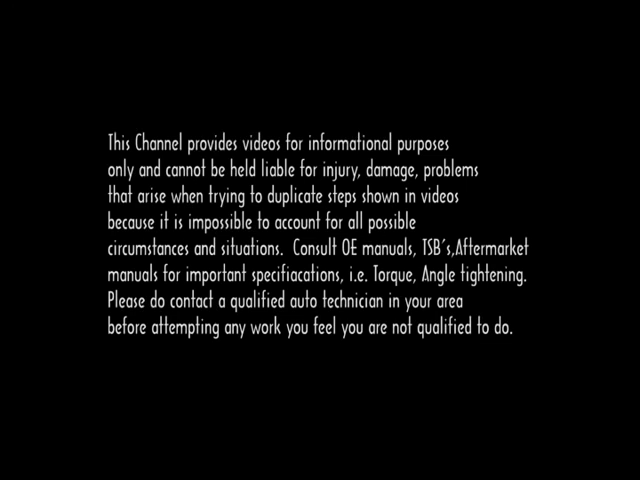 This Channel provides videos for informational purposes
only and cannot be held liable for injury, damage, problems
that arise when trying to duplicate steps shown in videos
because it is impossible to account for all possible
circumstances and situations.  Consult OE manuals, TSB's,Aftermarket
manuals for important specifiacations, i.e. Torque, Angle tightening.
Please do contact a qualified auto technician in your area
before attempting any work you feel you are not qualified to do.